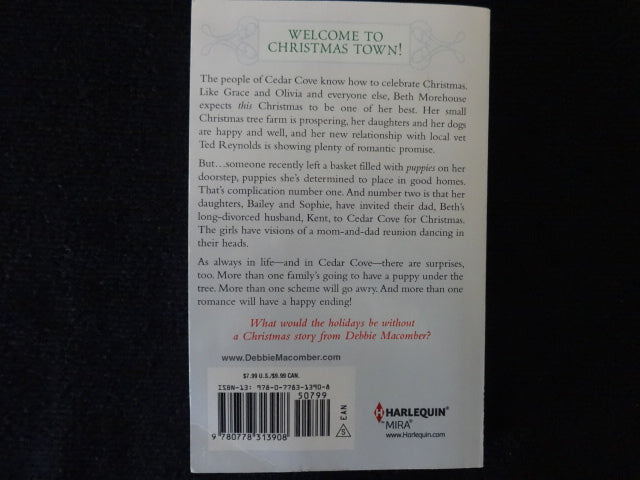 WELCOME TO
CHRISTMAS TOWN!
The people of Cedar Cove know how to celebrate Christmas.
Like Grace and Olivia and everyone else, Beth Morehouse
expects this Christmas to be one of her best. Her small
Christmas tree farm is prospering, her daughters and her dogs
are happy and well, and her new relationship with local vet
Ted Reynolds is showing plenty of romantic promise.
But…someone recently left a basket filled with puppies on her
doorstep, puppies she's determined to place in good homes.
That's complication number one. And number two is that her
daughters, Bailey and Sophie, have invited their dad, Beth's
long-divorced husband, Kent, to Cedar Cove for Christmas.
The girls have visions of a mom-and-dad reunion dancing in
their heads.
As always in life—and in Cedar Cove—there are surprises,
too. More than one family's going to have a puppy under the
tree. More than one scheme will go awry. And more than one
romance will have a happy ending!
What would the holidays be without
a Christmas story from Debbie Macomber?
www.DebbieMacomber.com
$7.99 U.S./$9.99 CAN.
ISBN-13: 978-0-7783-1390-8
50799
9 780778 313908
S
EAN
HARLEQUIN®
MIRA®
www.Harlequin.com